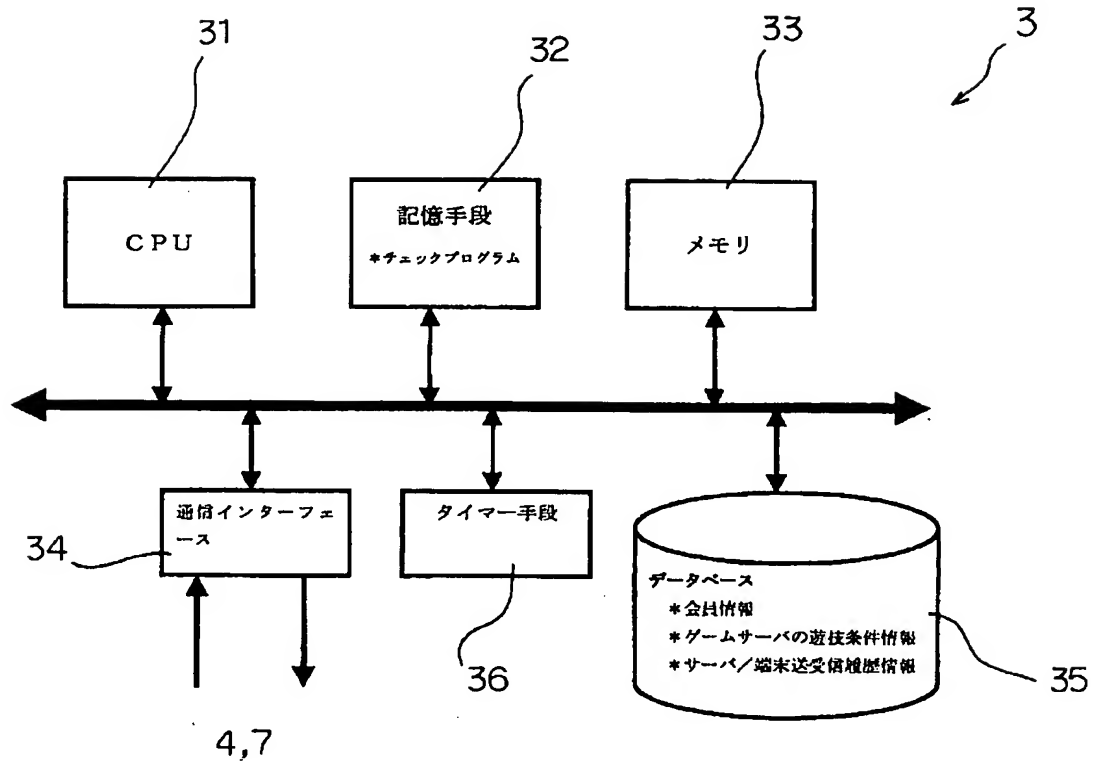 3
31
32
33
CPU
記憶手段
*チェックプログラム
メモリ
通信インターフェ
ース
34
タイマー手段
36
データベース
*会員情報
*ゲームサーバの遊技条件情報
*サーバ/端末送受信履歴情報
35
4,7